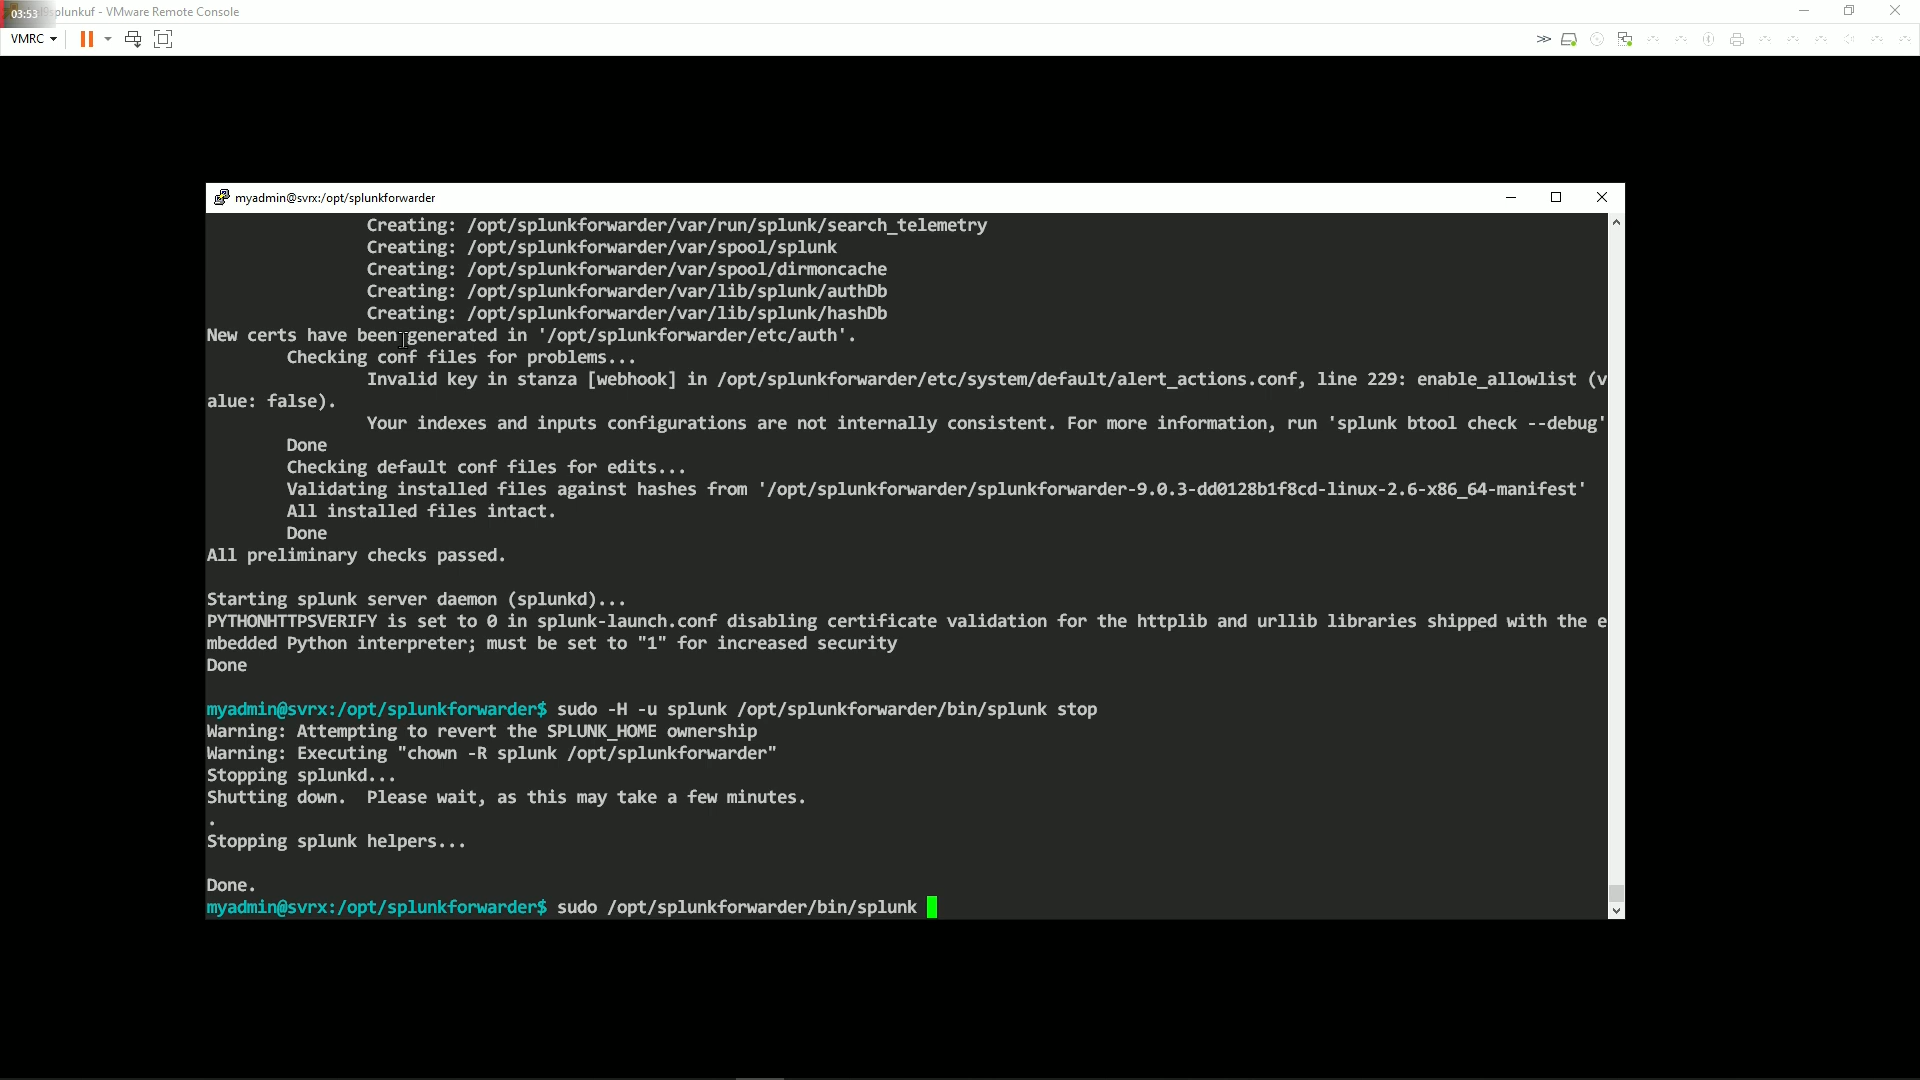 03:53
splunkuf - VMware Remote Console
VMRC
myadmin@svrx:/opt/splunkforwarder
Creating: /opt/splunkforwarder/var/run/splunk/search_telemetry
Creating: /opt/splunkforwarder/var/spool/splunk
Creating: /opt/splunkforwarder/var/spool/dirmoncache
Creating: /opt/splunkforwarder/var/lib/splunk/authDb
Creating: /opt/splunkforwarder/var/lib/splunk/hashDb
New certs have been generated in '/opt/splunkforwarder/etc/auth'.
Checking conf files for problems...
Invalid key in stanza [webhook] in /opt/splunkforwarder/etc/system/default/alert_actions.conf, line 229: enable_allowlist (v
alue: false).
Your indexes and inputs configurations are not internally consistent. For more information, run 'splunk btool check --debug'
Done
Checking default conf files for edits...
Validating installed files against hashes from '/opt/splunkforwarder/splunkforwarder-9.0.3-dd0128b1f8cd-linux-2.6-x86_64-manifest'
All installed files intact.
Done
All preliminary checks passed.
Starting splunk server daemon (splunkd)...
PYTHONHTTPSVERIFY is set to 0 in splunk-launch.conf disabling certificate validation for the httplib and urllib libraries shipped with the e
mbedded Python interpreter; must be set to "1" for increased security
Done
myadmin@svrx:/opt/splunkforwarder$ sudo -H -u splunk /opt/splunkforwarder/bin/splunk stop
Warning: Attempting to revert the SPLUNK_HOME ownership
Warning: Executing "chown -R splunk /opt/splunkforwarder"
Stopping splunkd...
Shutting down.  Please wait, as this may take a few minutes.
.
Stopping splunk helpers...
Done.
myadmin@svrx:/opt/splunkforwarder$ sudo /opt/splunkforwarder/bin/splunk